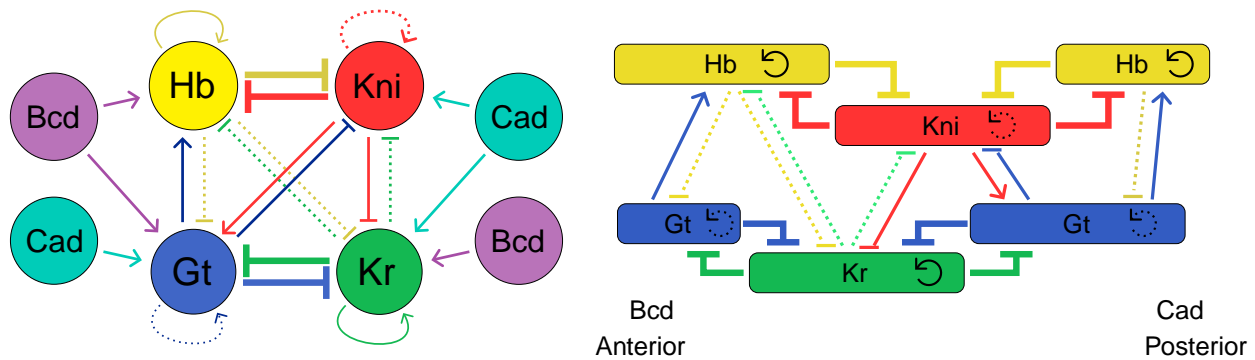 Hb
Kni
Bcd
Cad
Cad
Bcd
Gt
Kr
Hb
Hb
Kni
Gt
Gt
Kr
Bcd
Cad
Anterior
Posterior